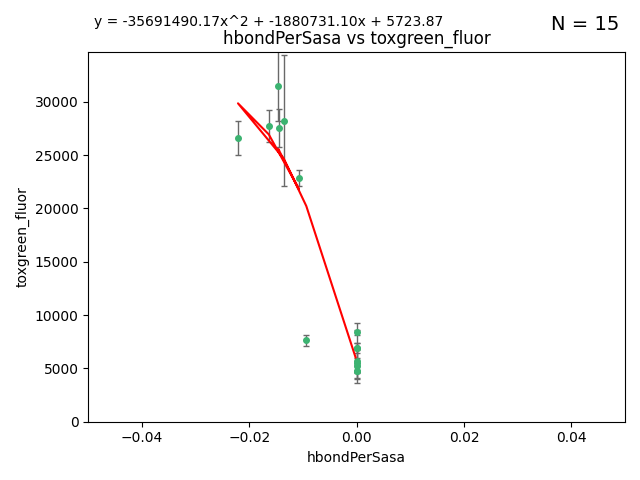 y = -35691490.17x^2 + -1880731.10x + 5723.87
N = 15
hbondPerSasa vs toxgreen_fluor
toxgreen_fluor
30000
25000
20000
15000
10000
5000
0
−0.04
−0.02
0.00
0.02
0.04
hbondPerSasa